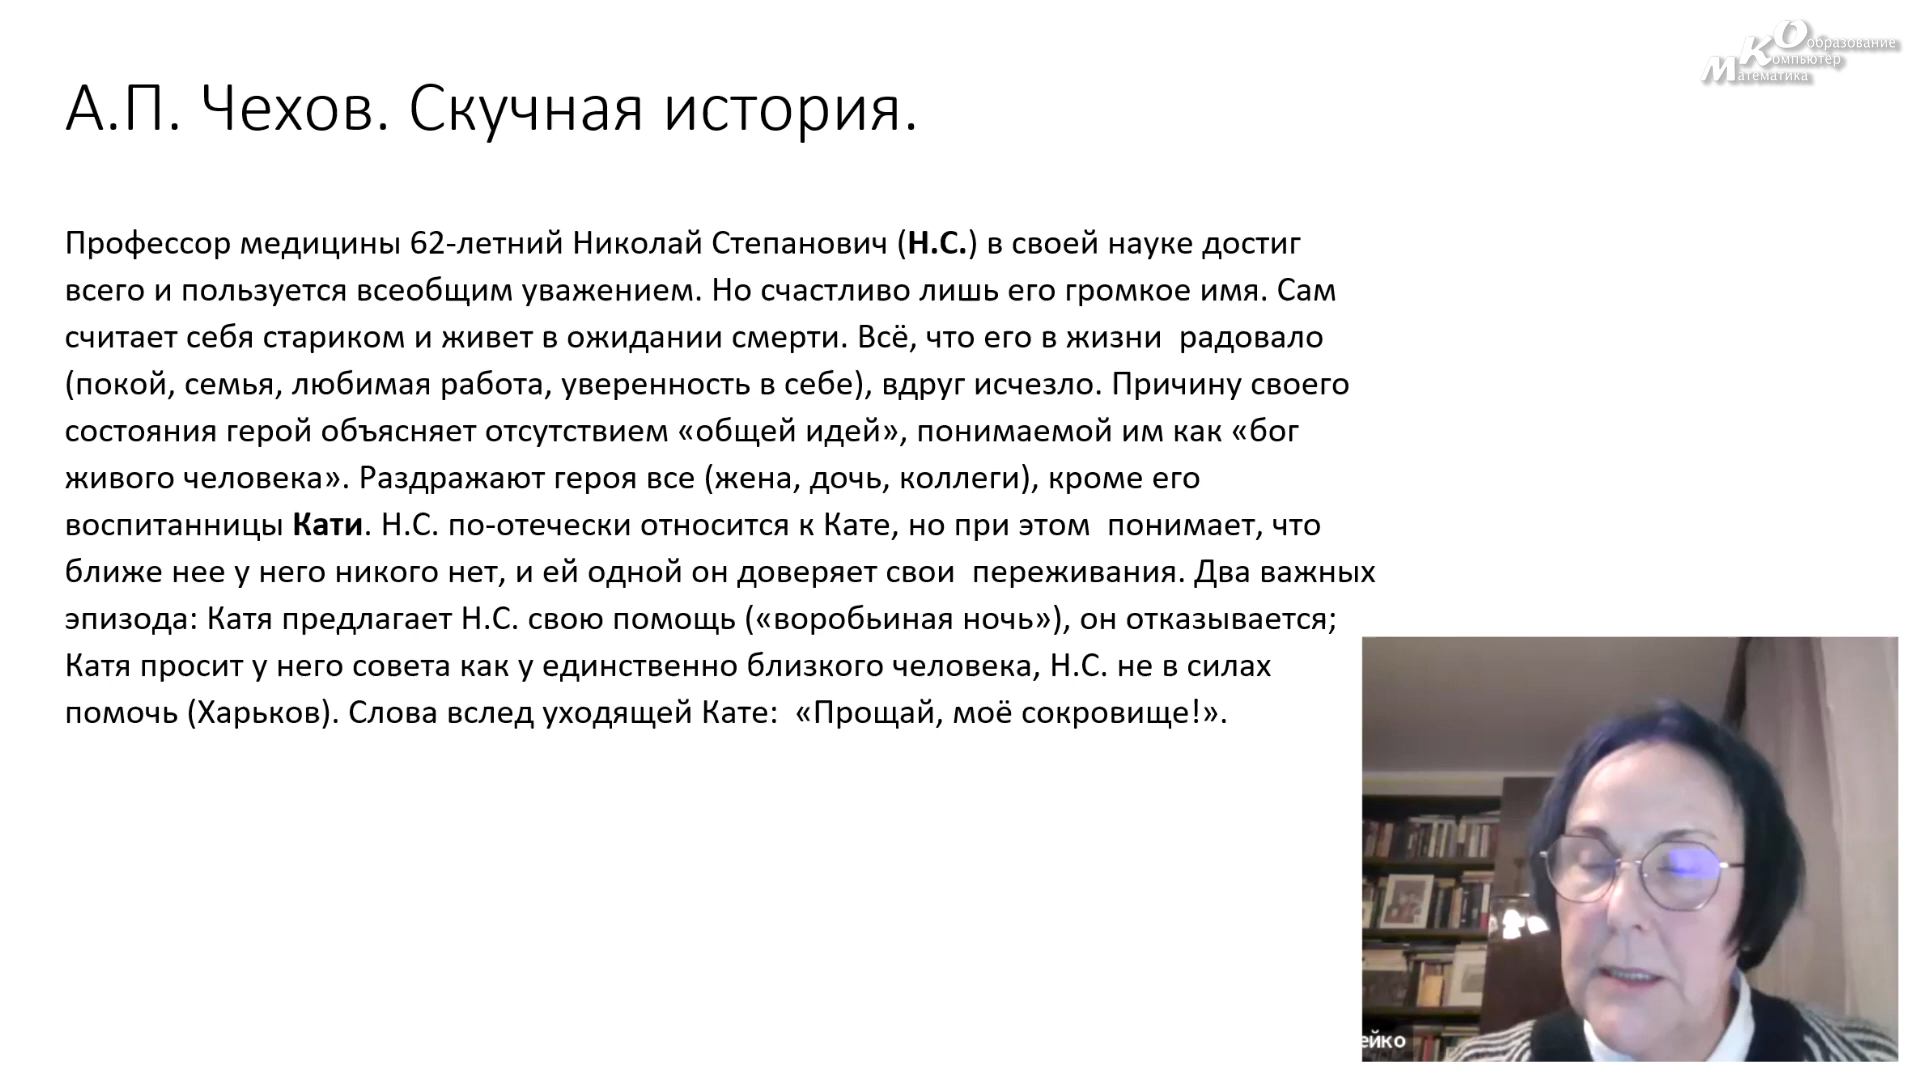 МКО
образование
Компьютер
Математика
А.П. Чехов. Скучная история.
Профессор медицины 62-летний Николай Степанович (Н.С.) в своей науке достиг
всего и пользуется всеобщим уважением. Но счастливо лишь его громкое имя. Сам
считает себя стариком и живет в ожидании смерти. Всё, что его в жизни  радовало
(покой, семья, любимая работа, уверенность в себе), вдруг исчезло. Причину своего
состояния герой объясняет отсутствием «общей идей», понимаемой им как «бог
живого человека». Раздражают героя все (жена, дочь, коллеги), кроме его
воспитанницы Кати. Н.С. по-отечески относится к Кате, но при этом  понимает, что
ближе нее у него никого нет, и ей одной он доверяет свои  переживания. Два важных
эпизода: Катя предлагает Н.С. свою помощь («воробьиная ночь»), он отказывается;
Катя просит у него совета как у единственно близкого человека, Н.С. не в силах
помочь (Харьков). Слова вслед уходящей Кате:  «Прощай, моё сокровище!».
ейко